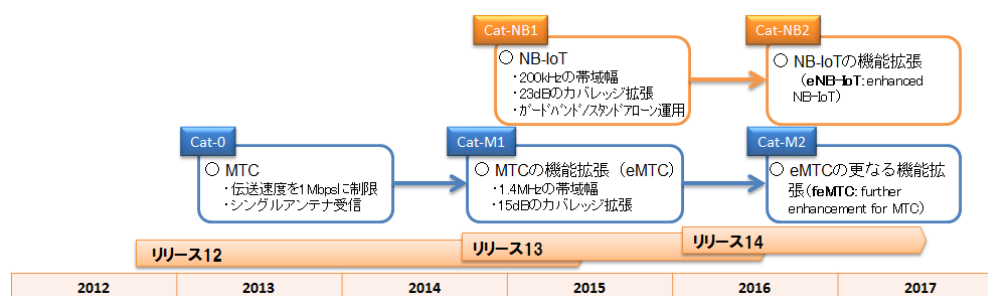 Cat-NB1
○ NB-IoT
・200kHzの帯域幅
・23dBのカバレッジ拡張
・ガードバンド/スタンドアローン運用
Cat-NB2
○ NB-IoTの機能拡張
(eNB-IoT: enhanced
NB-IoT)
Cat-0
○ MTC
・伝送速度を1Mbpsに制限
・シングルアンテナ受信
Cat-M1
○ MTCの機能拡張（eMTC）
・1.4MHzの帯域幅
・15dBのカバレッジ拡張
Cat-M2
○ eMTCの更なる機能拡
張(feMTC: further
enhancement for MTC)
リリース12
リリース13
リリース14
2012 2013 2014 2015 2016 2017